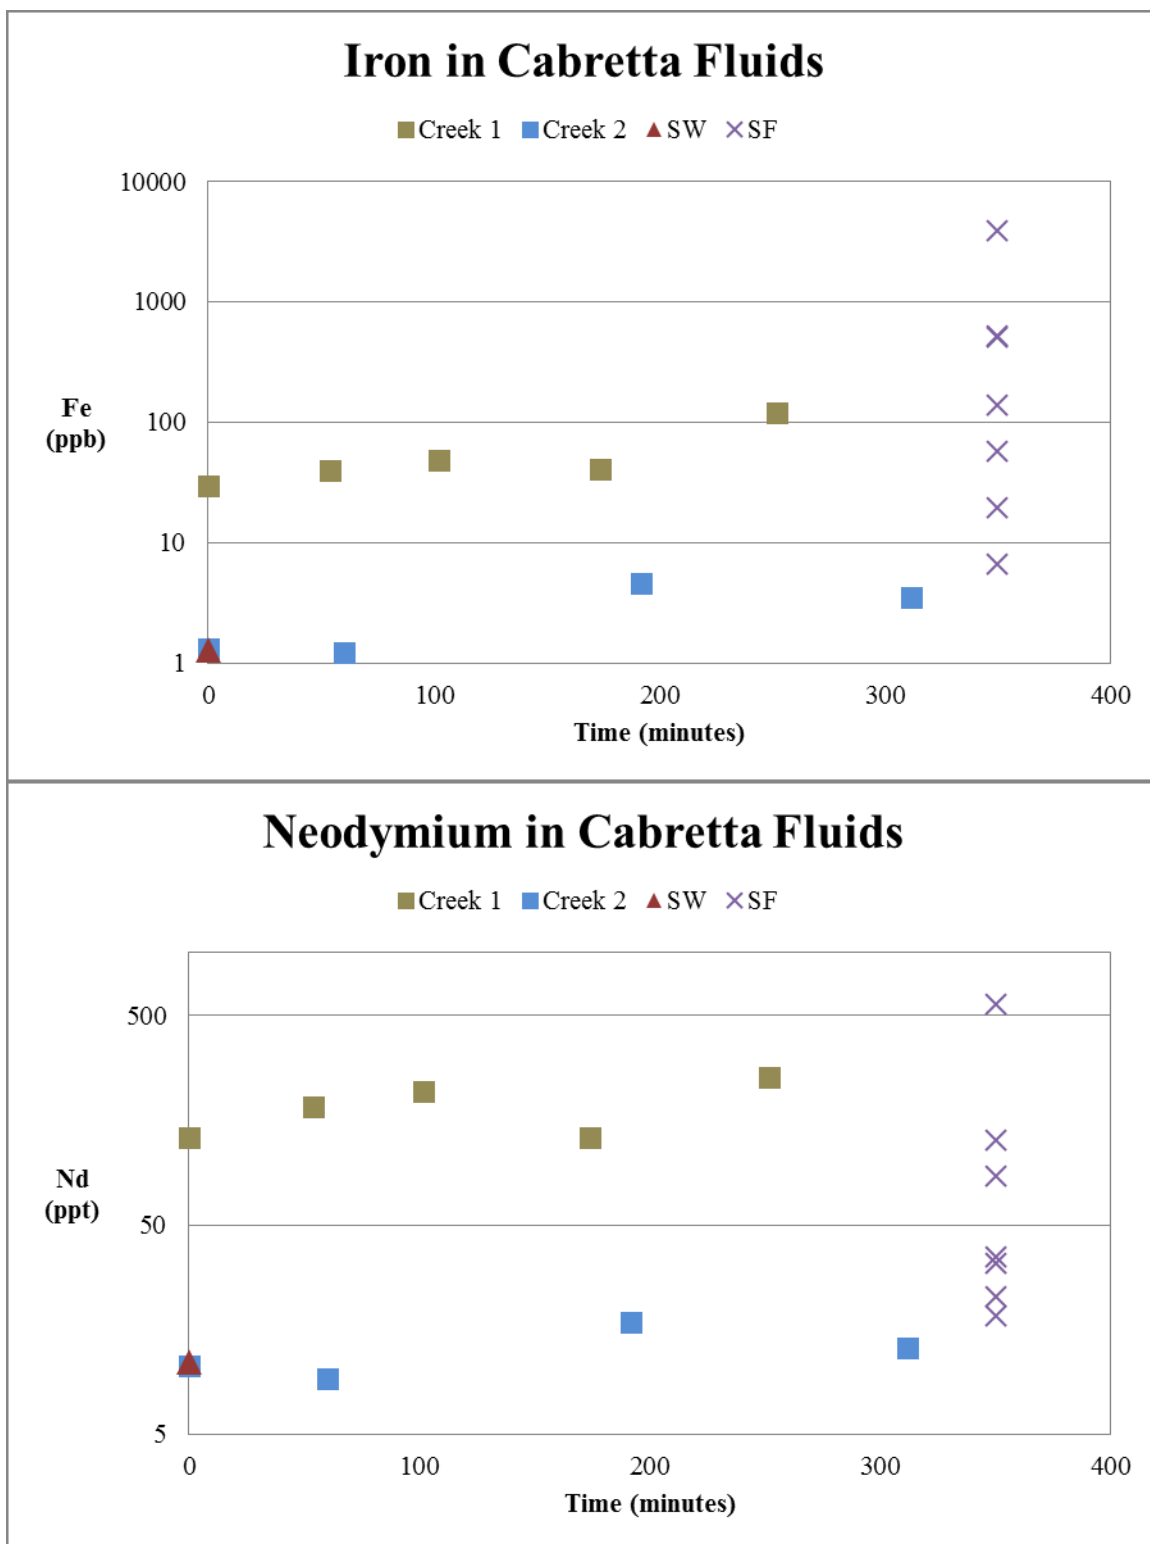 Iron in Cabretta Fluids
Creek 1 Creek 2 SW SF
10000
1000
100
10
1
Fe
(ppb)
0 100 200 300 400
Time (minutes)
Neodymium in Cabretta Fluids
Creek 1 Creek 2 SW SF
500
50
5
Nd
(ppt)
0 100 200 300 400
Time (minutes)